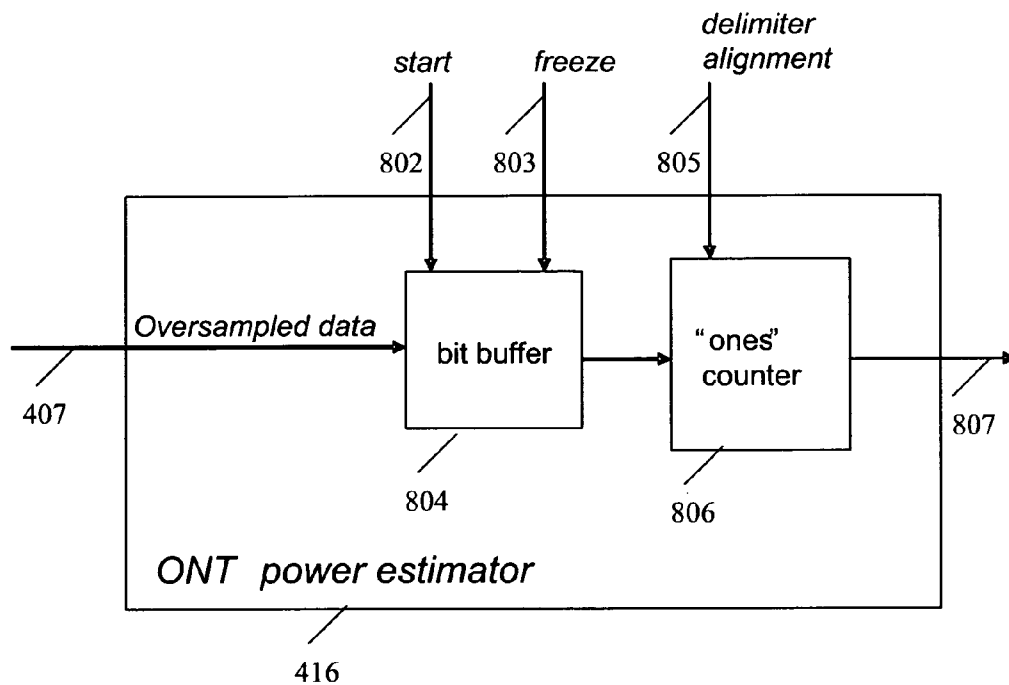 start
freeze
delimiter
alignment
802
803
805
Oversampled data
407
bit buffer
"ones"
counter
807
804
806
ONT power estimator
416